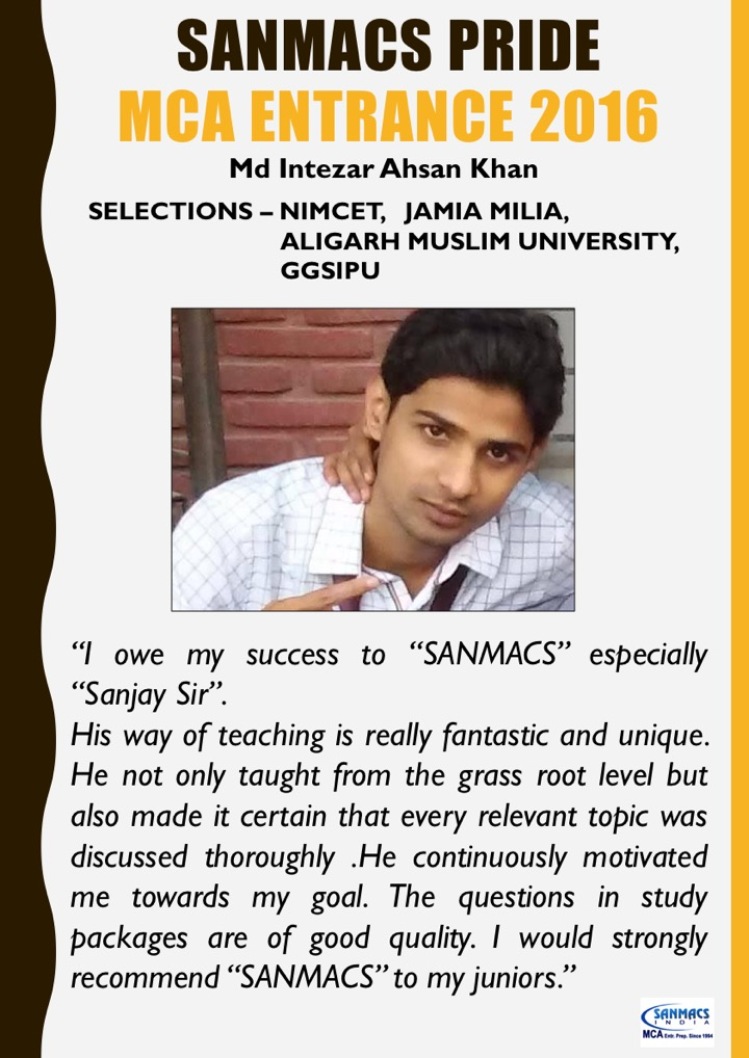 SANMACS PRIDE
MCA ENTRANCE 2016
Md Intezar Ahsan Khan
SELECTIONS – NIMCET, JAMIA MILIA,
ALIGARH MUSLIM UNIVERSITY,
GGSIPU
“I owe my success to “SANMACS” especially
“Sanjay Sir”.
His way of teaching is really fantastic and unique.
He not only taught from the grass root level but
also made it certain that every relevant topic was
discussed thoroughly .He continuously motivated
me towards my goal. The questions in study
packages are of good quality. I would strongly
recommend “SANMACS” to my juniors.”
SANMACS
INDIA
MCA Entr. Prep. Since 1994